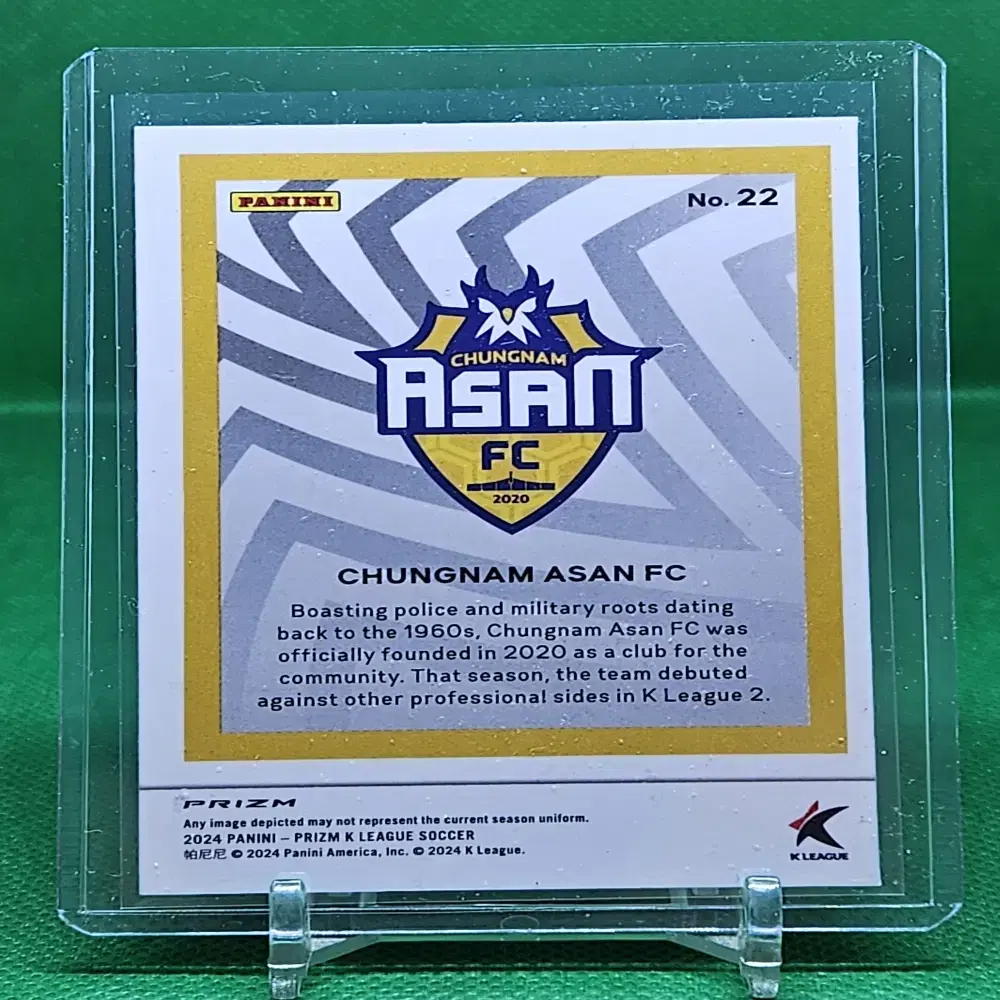 PANINI
No. 22
CHUNGNAM
ASAN
FC
2020
CHUNGNAM ASAN FC
Boasting police and military roots dating
back to the 1960s, Chungnam Asan FC was
officially founded in 2020 as a club for the
community. That season, the team debuted
against other professional sides in K League 2.
PRIZM
Any image depicted may not represent the current season uniform.
2024 PANINI – PRIZM K LEAGUE SOCCER
帕尼尼 © 2024 Panini America, Inc. © 2024 K League.
K LEAGUE